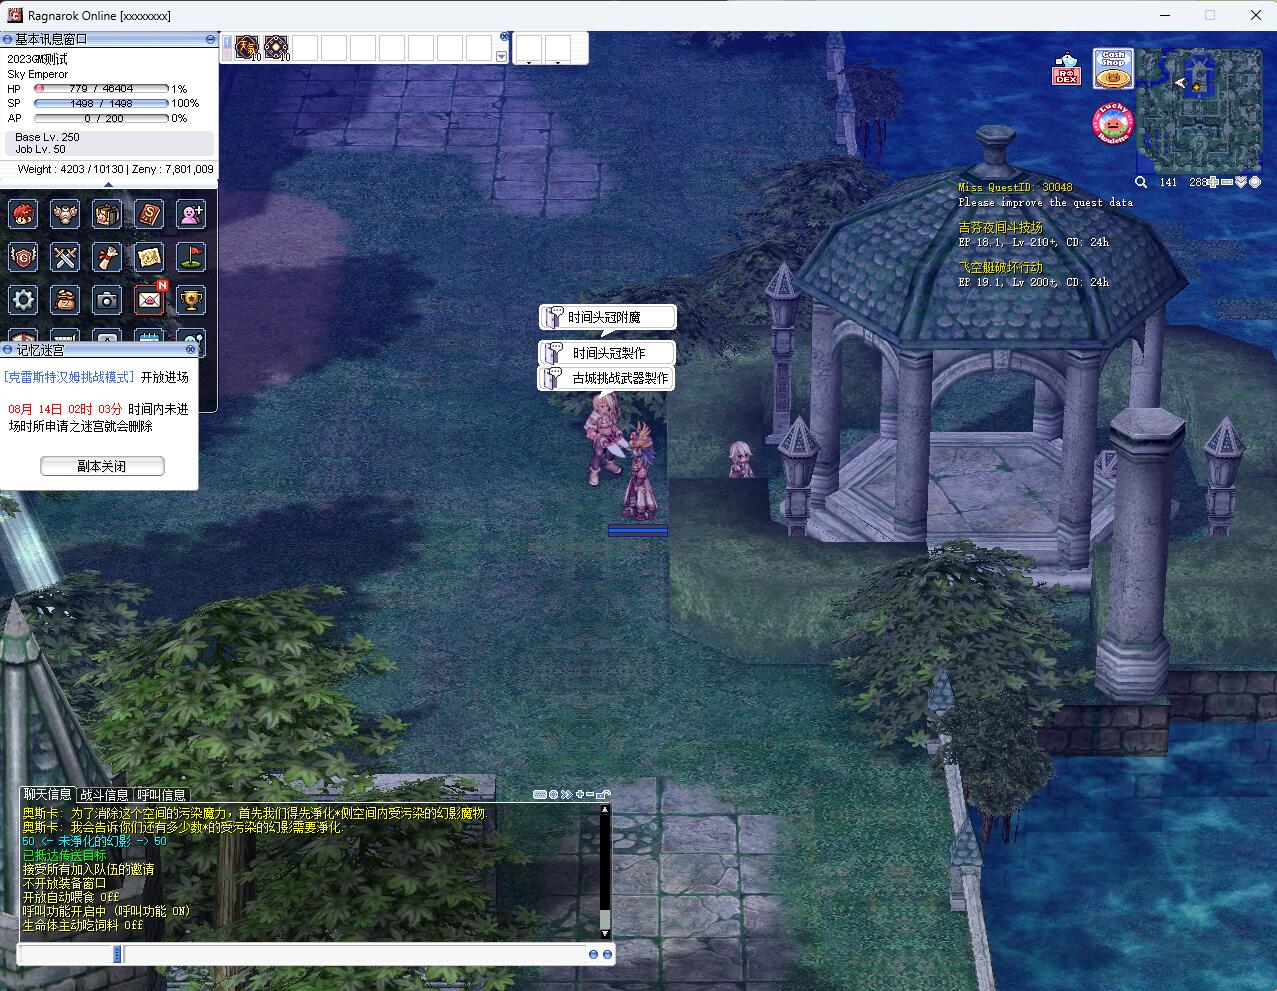 Ragnarok Online [xxxxxxxx]
基本讯息窗口
Sky Emperor
HP 779 / 46404 1%
SP 1498 / 1498 100%
AP 0 / 200 0%
Base Lv. 250
Job Lv. 50
Weight : 4203 / 10130 | Zeny : 7,801,009
10
10
RODEX
Cash Shop
Lucky Roulette
141 288
Miss QuestID: 30048
Please improve the quest data
吉芬夜间斗技场
EP 18.1, Lv 210+, CD: 24h
飞空艇破坏行动
EP 19.1, Lv 200+, CD: 24h
N
时间头冠附魔
时间头冠製作
古城挑战武器製作
记忆迷宫
[克雷斯特汉姆挑战模式] 开放进场
08月 14日 02时 03分 时间内未进
场时所申请之迷宫就会删除
副本关闭
聊天信息 战斗信息 呼叫信息
奥斯卡: 为了消除这个空间的污染魔力，首先我们得先淨化*侧空间内受污染的幻影魔物.
奥斯卡: 我会告诉你们还有多少数*的受污染的幻影需要淨化.
50 <- 未淨化的幻影 -> 50
已抵达传送目标
接受所有加入队伍的邀请
不开放装备窗口
开放自动喂食 Off
呼叫功能开启中 (呼叫功能 ON)
生命体主动吃饲料 Off